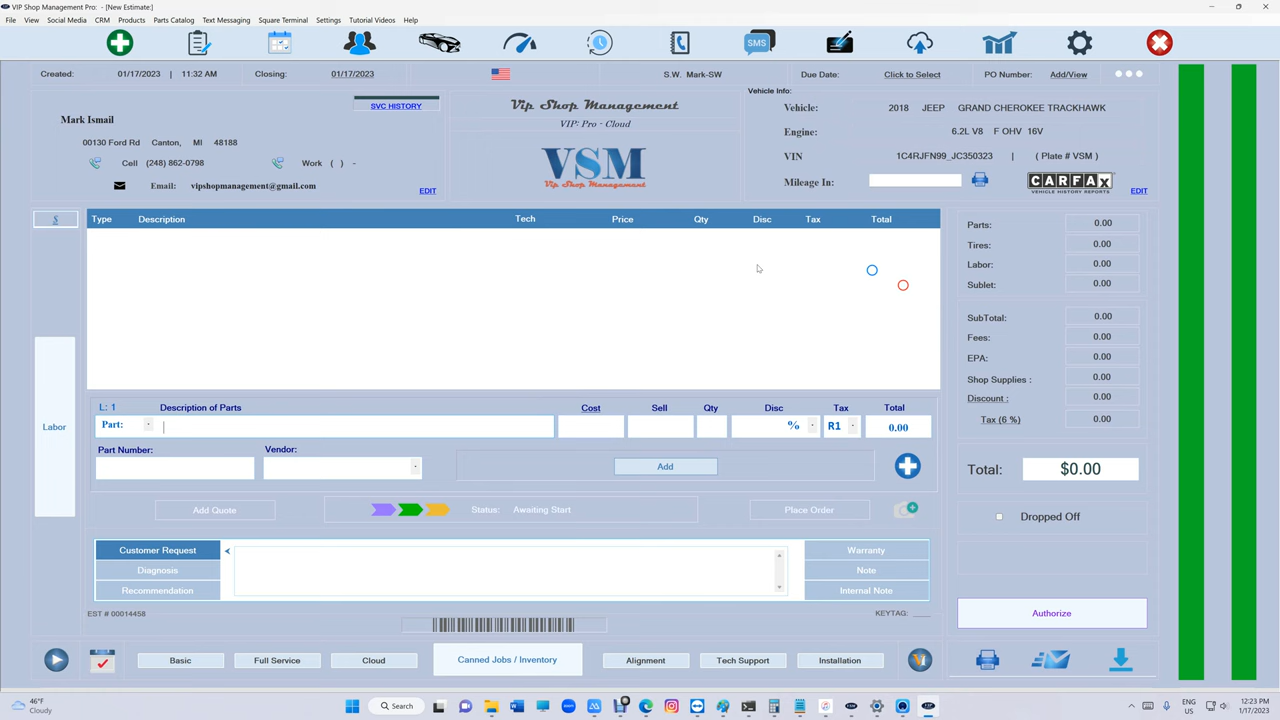 VIP Shop Management Pro: - [New Estimate:]
File View Social Media CRM Products Parts Catalog Text Messaging Square Terminal Settings Tutorial Videos Help
SMS
Created: 01/17/2023 | 11:32 AM Closing: 01/17/2023 S.W. Mark-SW Due Date: Click to Select PO Number: Add/View
SVC HISTORY
Mark Ismail
00130 Ford Rd Canton, MI 48188
Cell (248) 862-0798 Work ( ) -
Email: vipshopmanagement@gmail.com
EDIT
Vip Shop Management
VIP: Pro - Cloud
VSM
Vip Shop Management
Vehicle Info:
Vehicle: 2018 JEEP GRAND CHEROKEE TRACKHAWK
Engine: 6.2L V8 F OHV 16V
VIN 1C4RJFN99_JC350323 | ( Plate # VSM )
Mileage In:
CARFAX
VEHICLE HISTORY REPORTS
EDIT
S
Type Description Tech Price Qty Disc Tax Total
Labor
L: 1 Description of Parts Cost Sell Qty Disc Tax Total
Part: % R1 0.00
Part Number: Vendor:
Add
Add Quote Status: Awaiting Start Place Order
Customer Request
Diagnosis
Recommendation
Warranty
Note
Internal Note
EST # 00014458
KEYTAG: ____
Parts: 0.00
Tires: 0.00
Labor: 0.00
Sublet: 0.00
SubTotal: 0.00
Fees: 0.00
EPA: 0.00
Shop Supplies : 0.00
Discount : 0.00
Tax (6 %) 0.00
Total: $0.00
Dropped Off
Authorize
Basic Full Service Cloud Canned Jobs / Inventory Alignment Tech Support Installation
46°F
Cloudy
Search
ENG
US
12:23 PM
1/17/2023